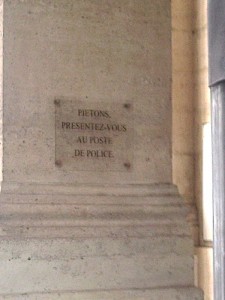 PIETONS,
PRESENTEZ-VOUS
AU POSTE
DE POLICE.